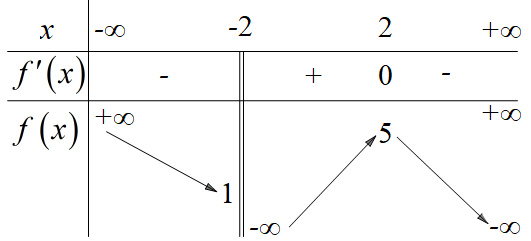 x -∞ -2 2 +∞
f'(x) - + 0 -
f(x) +∞ 1 -∞ 5 +∞ -∞